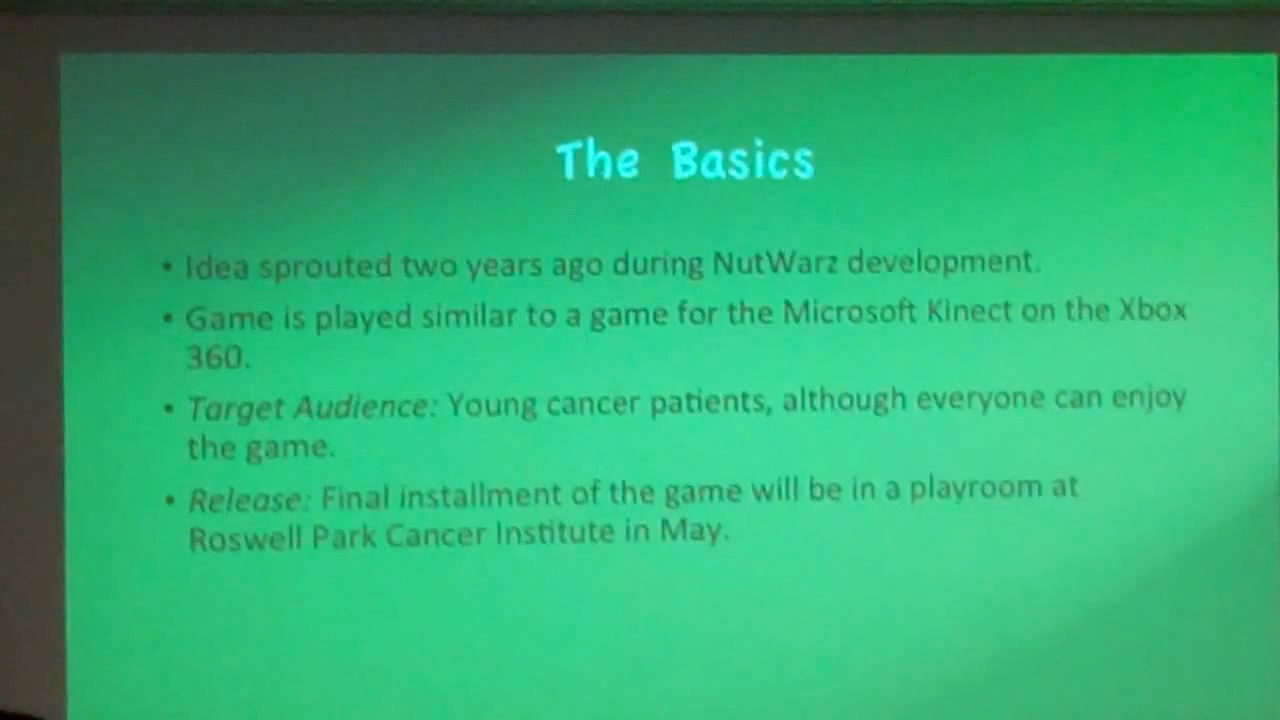 The Basics
• Idea sprouted two years ago during NutWarz development.
• Game is played similar to a game for the Microsoft Kinect on the Xbox
360.
• Target Audience: Young cancer patients, although everyone can enjoy
the game.
• Release: Final installment of the game will be in a playroom at
Roswell Park Cancer Institute in May.